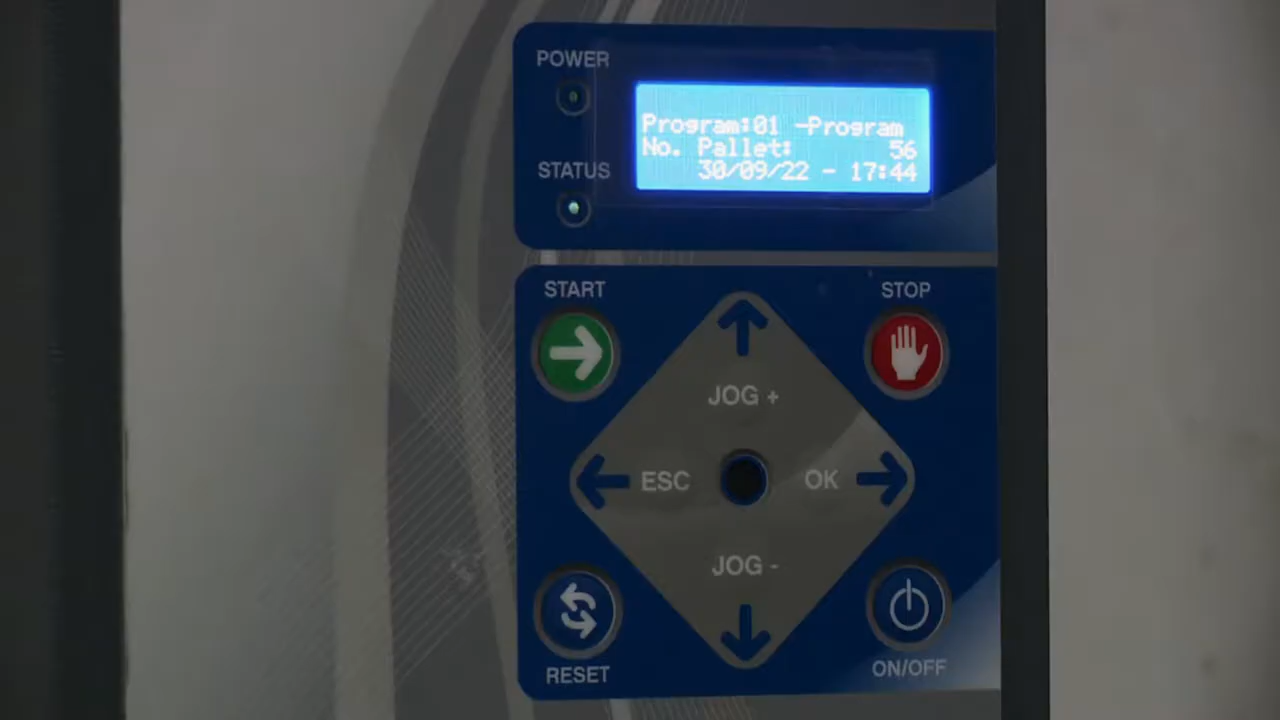 POWER
Program:01 -Program
No. Pallet: 56
30/09/22 - 17:44
STATUS
START
STOP
JOG +
ESC
OK
JOG -
RESET
ON/OFF